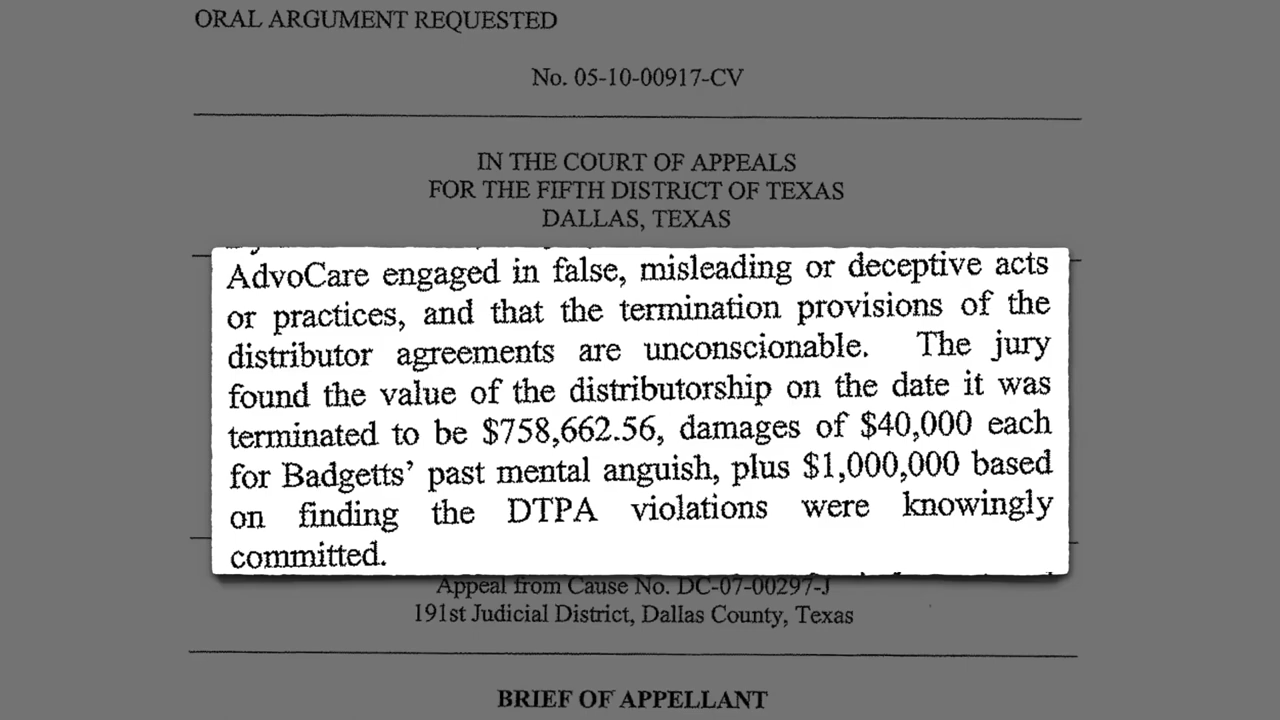 ORAL ARGUMENT REQUESTED
No. 05-10-00917-CV
IN THE COURT OF APPEALS
FOR THE FIFTH DISTRICT OF TEXAS
DALLAS, TEXAS
AdvoCare engaged in false, misleading or deceptive acts
or practices, and that the termination provisions of the
distributor agreements are unconscionable. The jury
found the value of the distributorship on the date it was
terminated to be $758,662.56, damages of $40,000 each
for Badgetts’ past mental anguish, plus $1,000,000 based
on finding the DTPA violations were knowingly
committed.
Appeal from Cause No. DC-07-00297-J
191st Judicial District, Dallas County, Texas
BRIEF OF APPELLANT